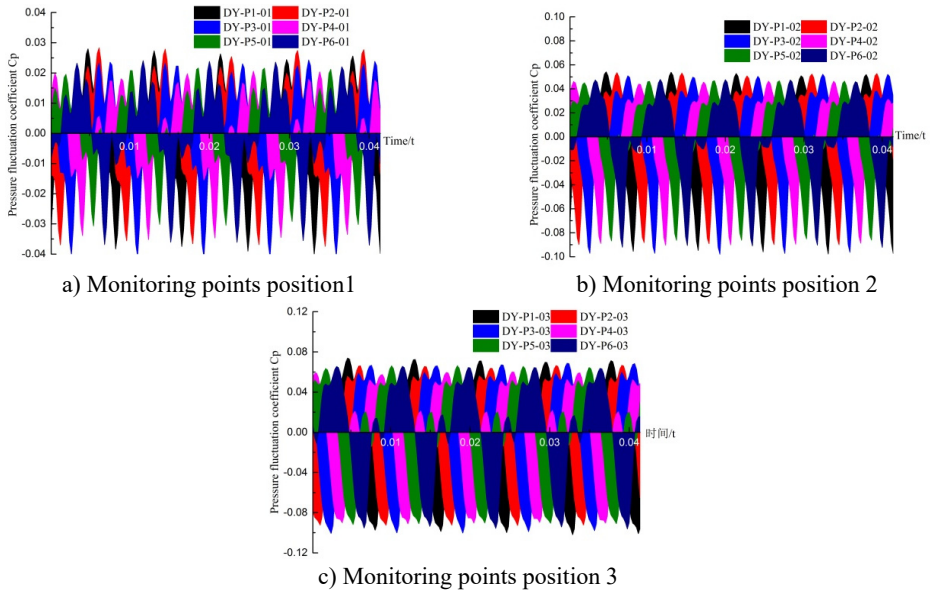 0.04
0.03
0.02
0.01
0.00
-0.01
-0.02
-0.03
-0.04
Pressure fluctuation coefficient Cp
DY-P1-01 DY-P2-01
DY-P3-01 DY-P4-01
DY-P5-01 DY-P6-01
0.01 0.02 0.03 0.04
Time/t
a) Monitoring points position1
0.10
0.08
0.06
0.04
0.02
0.00
-0.02
-0.04
-0.06
-0.08
-0.10
Pressure fluctuation coefficient Cp
DY-P1-02 DY-P2-02
DY-P3-02 DY-P4-02
DY-P5-02 DY-P6-02
0.01 0.02 0.03 0.04
Time/t
b) Monitoring points position 2
0.12
0.08
0.04
0.00
-0.04
-0.08
-0.12
Pressure fluctuation coefficient Cp
DY-P1-03 DY-P2-03
DY-P3-03 DY-P4-03
DY-P5-03 DY-P6-03
0.01 0.02 0.03 0.04
时间/t
c) Monitoring points position 3